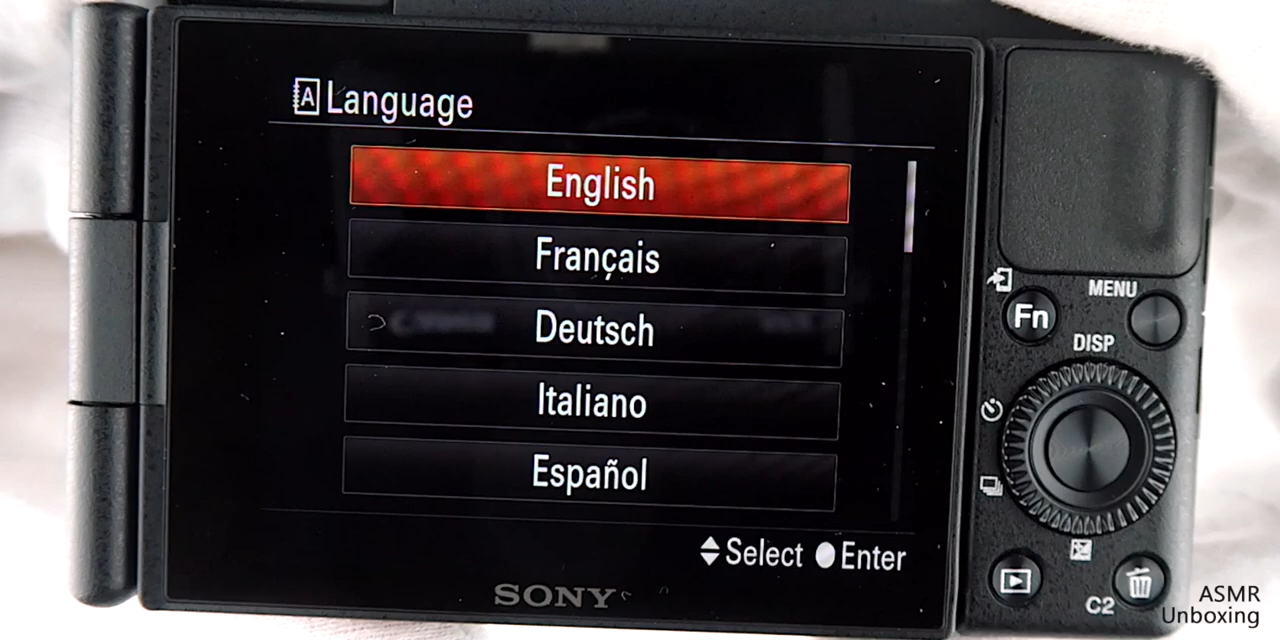 Language
English
Français
Deutsch
Italiano
Español
Select Enter
SONY
MENU
Fn
DISP
C2
ASMR
Unboxing